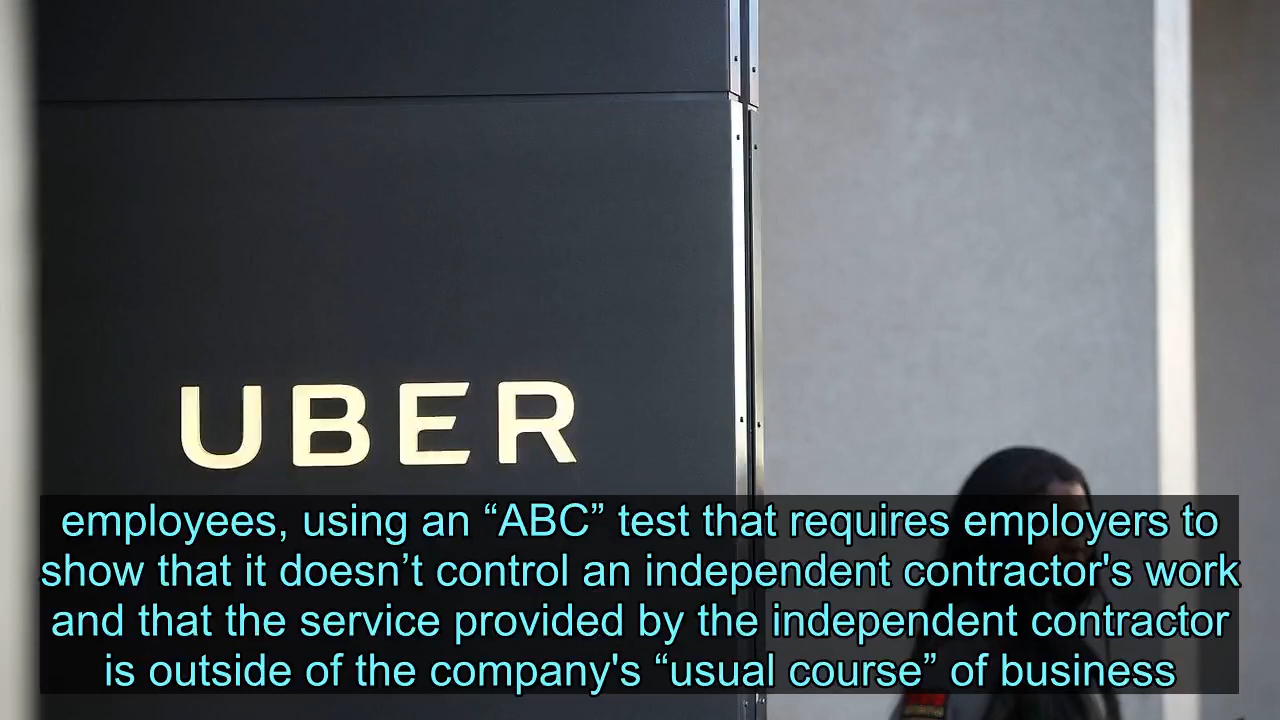 UBER
employees, using an “ABC” test that requires employers to
show that it doesn’t control an independent contractor's work
and that the service provided by the independent contractor
is outside of the company's “usual course” of business